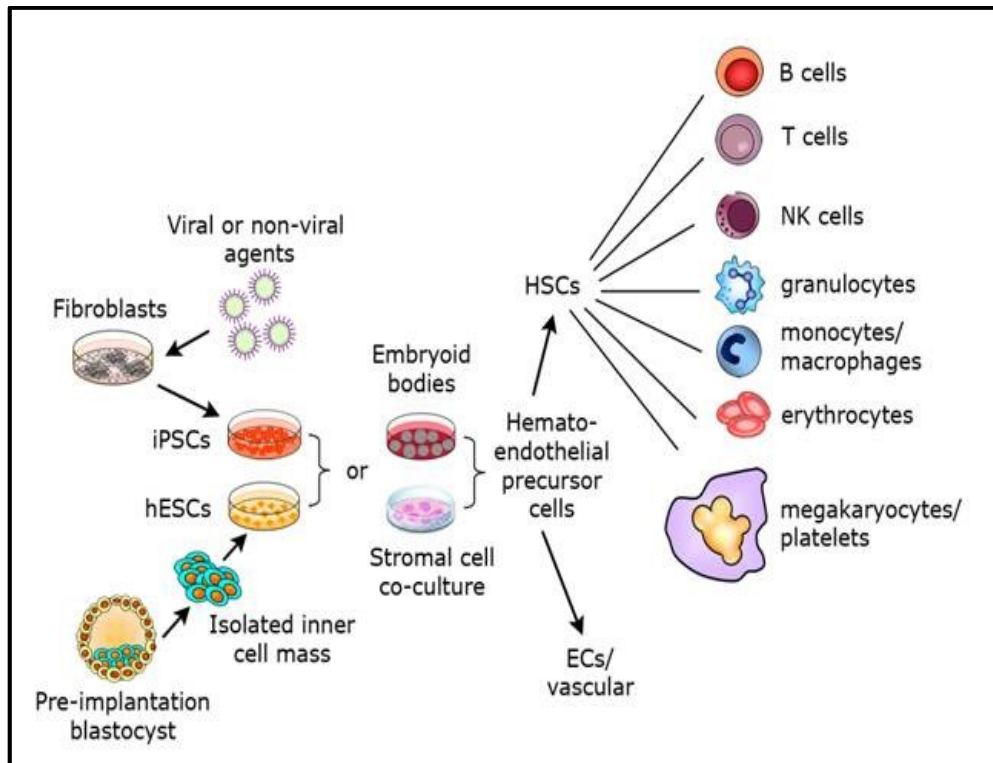 Viral or non-viral
agents
Fibroblasts
iPSCs
hESCs
Isolated inner
cell mass
Pre-implantation
blastocyst
or
Embryoid
bodies
Stromal cell
co-culture
Hemato-
endothelial
precursor
cells
HSCs
ECs/
vascular
B cells
T cells
NK cells
granulocytes
monocytes/
macrophages
erythrocytes
megakaryocytes/
platelets